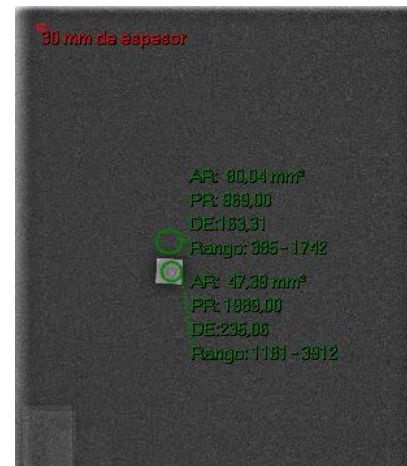 30 mm de espesor
AR: 80,04 mm²
PR: 969,00
DE:163,31
Rango: 385-1742
AR: 47,39 mm²
PR: 1989,00
DE:235,06
Rango: 1181-3912